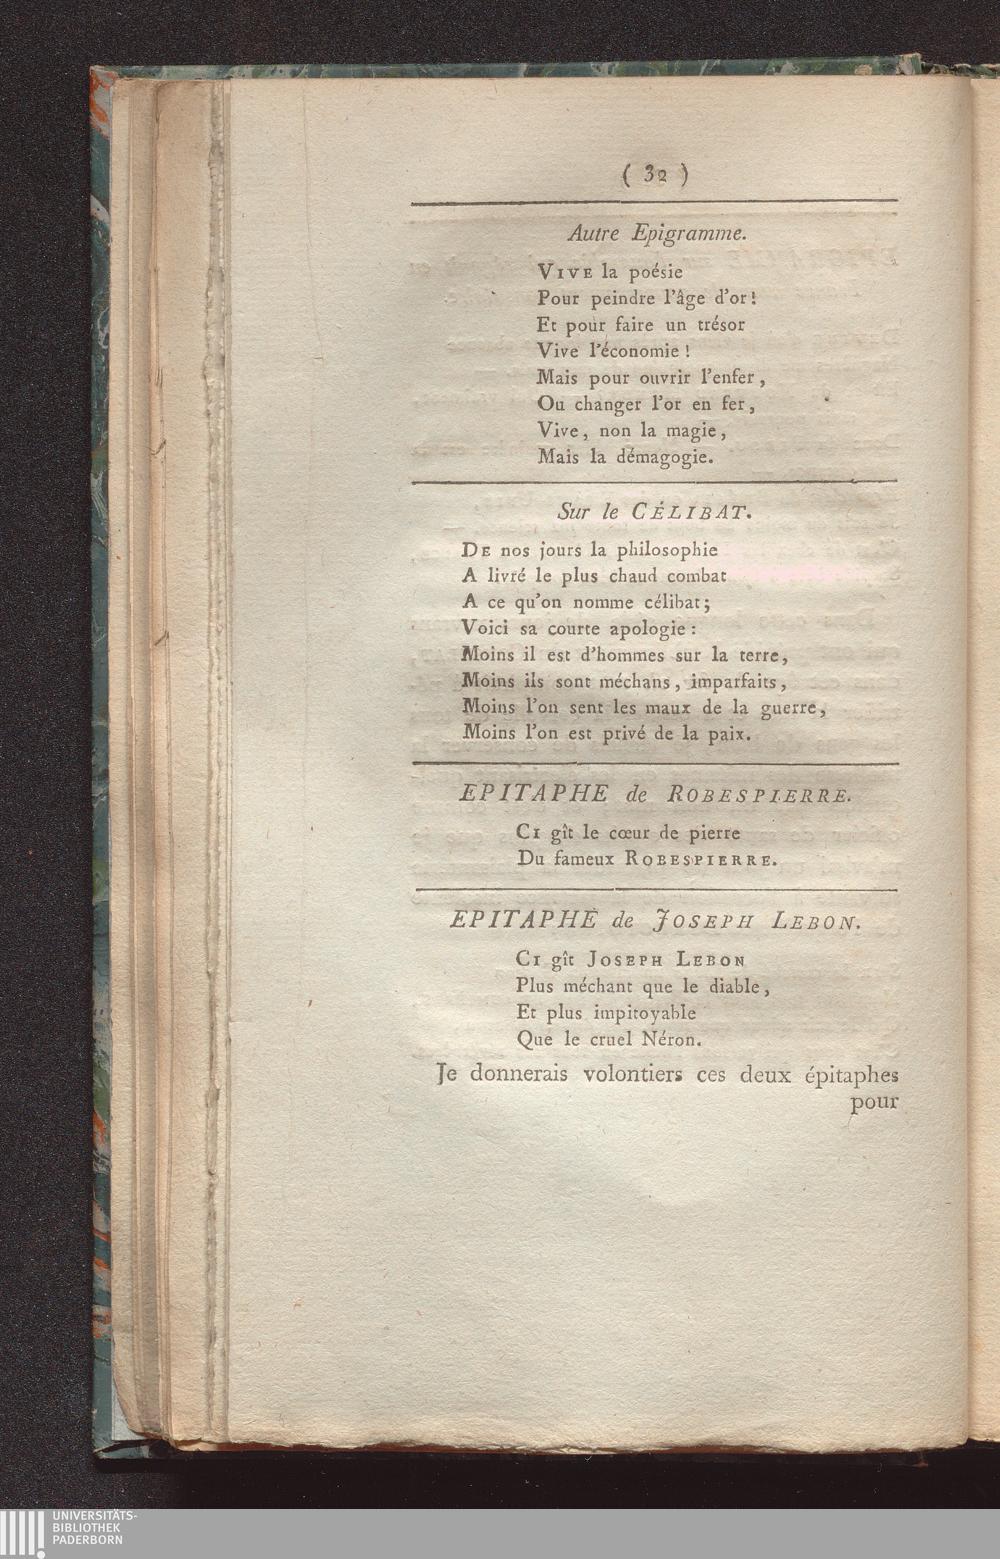 ( 32 )
Autre Epigramme.
VIVE la poésie
Pour peindre l'âge d'or !
Et pour faire un trésor
Vive l'économie !
Mais pour ouvrir l'enfer,
Ou changer l'or en fer,
Vive, non la magie,
Mais la démagogie.
Sur le CÉLIBAT.
DE nos jours la philosophie
A livré le plus chaud combat
A ce qu'on nomme célibat;
Voici sa courte apologie :
Moins il est d'hommes sur la terre,
Moins ils sont méchans, imparfaits,
Moins l'on sent les maux de la guerre,
Moins l'on est privé de la paix.
EPITAPHE de ROBESPIERRE.
CI gît le cœur de pierre
Du fameux ROBESPIERRE.
EPITAPHE de JOSEPH LEBON.
CI gît JOSEPH LEBON
Plus méchant que le diable,
Et plus impitoyable
Que le cruel Néron.
Je donnerais volontiers ces deux épitaphes
pour
UNIVERSITÄTS-
BIBLIOTHEK
PADERBORN